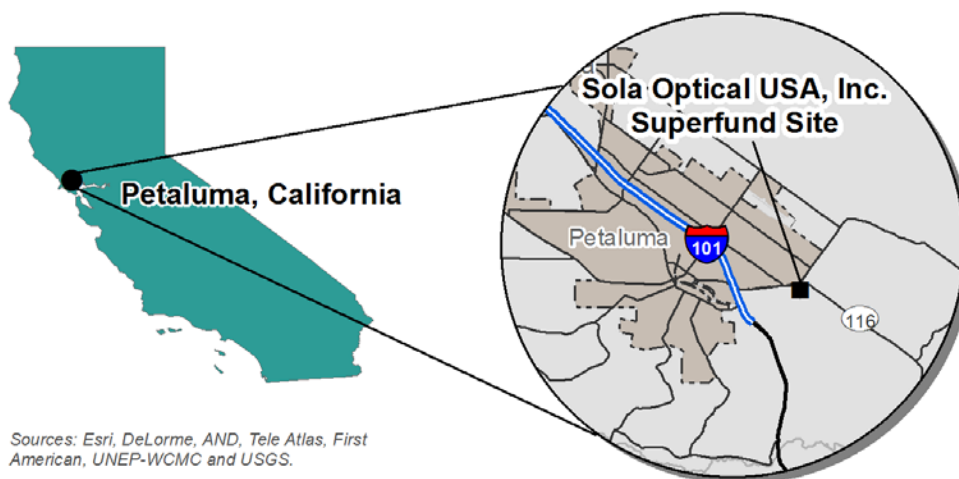 Sola Optical USA, Inc.
Superfund Site
Petaluma, California
Petaluma
101
116
Sources: Esri, DeLorme, AND, Tele Atlas, First
American, UNEP-WCMC and USGS.